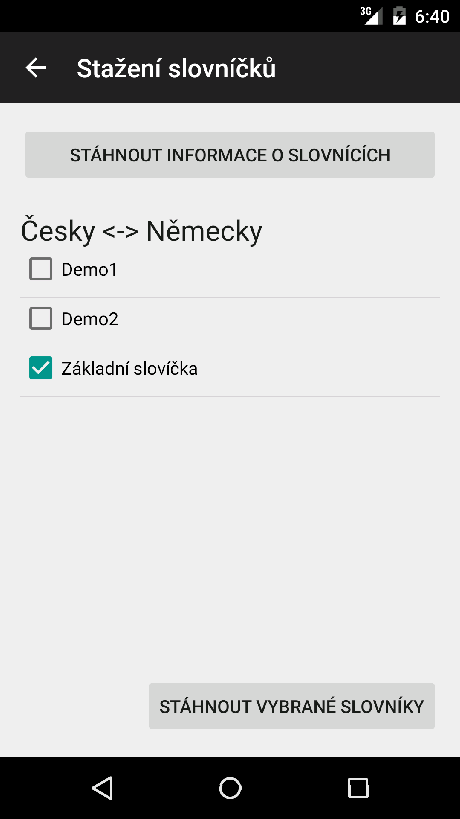 3G 6:40
Stažení slovníčků
STÁHNOUT INFORMACE O SLOVNÍCÍCH
Česky <-> Německy
Demo1
Demo2
Základní slovíčka
STÁHNOUT VYBRANÉ SLOVNÍKY